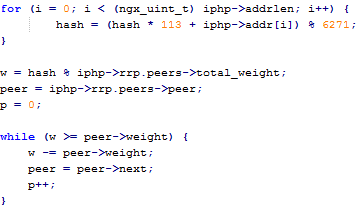 for (i = 0; i < (ngx_uint_t) iphp->addrlen; i++) {
        hash = (hash * 113 + iphp->addr[i]) % 6271;
}

w = hash % iphp->rrp.peers->total_weight;
peer = iphp->rrp.peers->peer;
p = 0;

while (w >= peer->weight) {
    w -= peer->weight;
    peer = peer->next;
    p++;
}